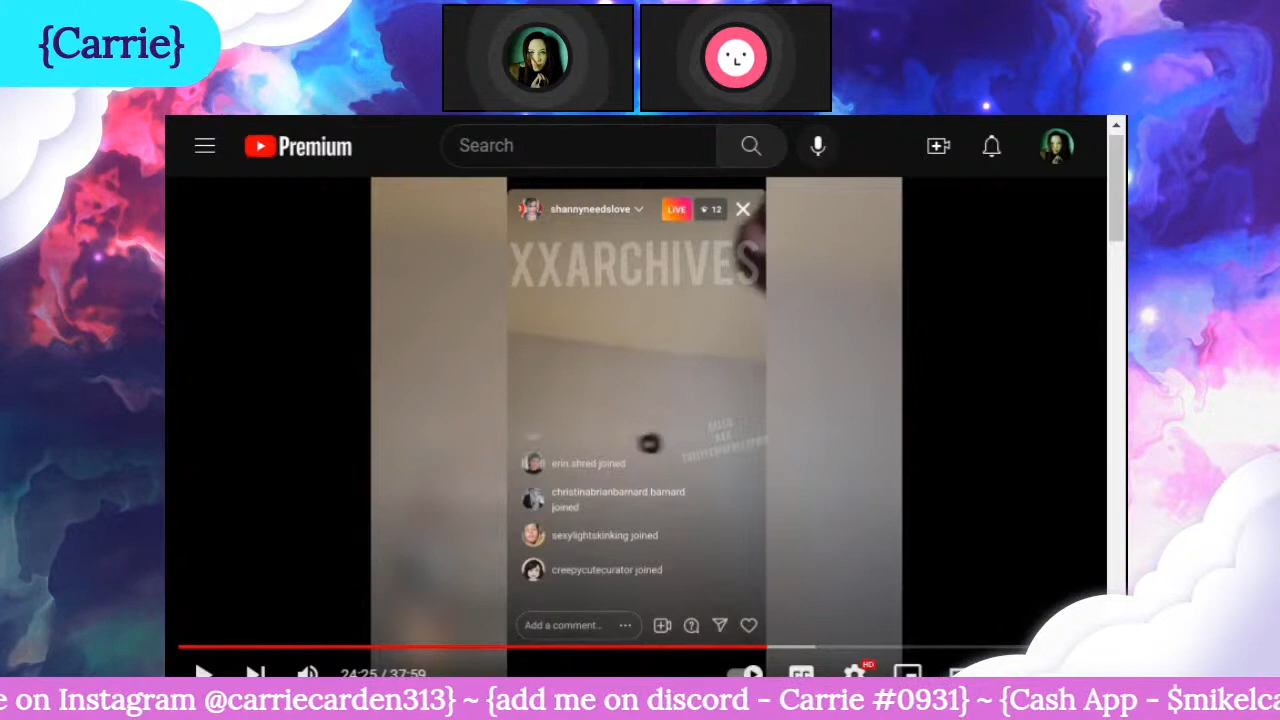 {Carrie}
Premium
Search
shannyneedslove
LIVE
12
XXARCHIVES
erin.shred joined
christinabrianbarnard barnard
joined
sexylightskinking joined
creepycutecurator joined
Add a comment...
24:25 / 37:59
HD
e on Instagram @carriecarden313} ~ {add me on discord - Carrie #0931} ~ {Cash App - $mikelca